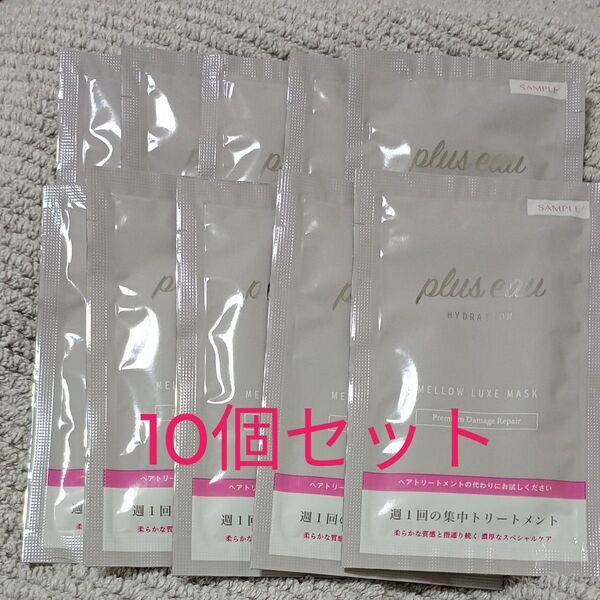 SAMPLE
plus eau
SAMPLE
plus eau
HYDRATION
MELLOW LUXE MASK
Premium Damage Repair
10個セット
ヘアトリートメントの代わりにお試しください
週1回の集中トリートメント
柔らかな質感と指通り続く 濃厚なスペシャルケア